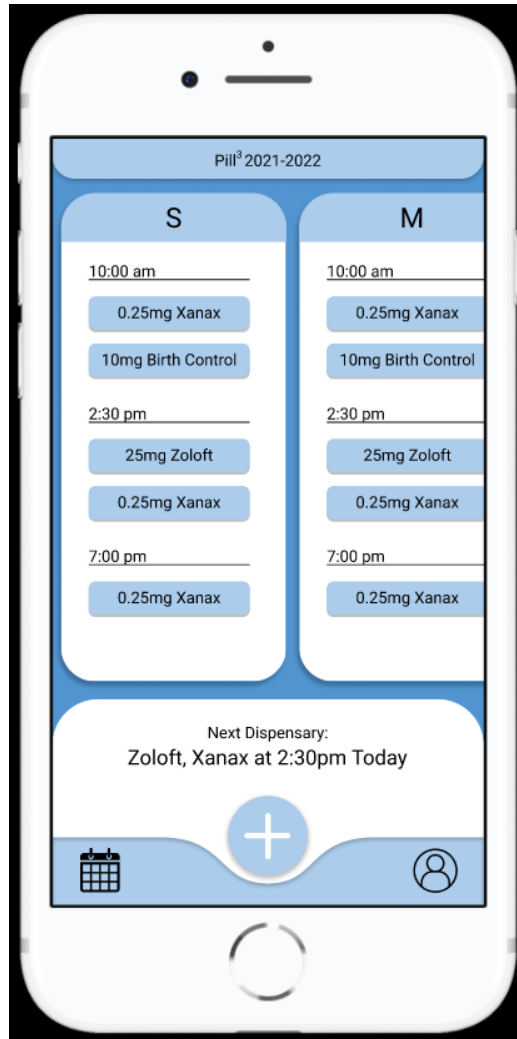 Pill³ 2021-2022
S
10:00 am
0.25mg Xanax
10mg Birth Control
2:30 pm
25mg Zoloft
0.25mg Xanax
7:00 pm
0.25mg Xanax
M
10:00 am
0.25mg Xanax
10mg Birth Control
2:30 pm
25mg Zoloft
0.25mg Xanax
7:00 pm
0.25mg Xanax
Next Dispensary:
Zoloft, Xanax at 2:30pm Today